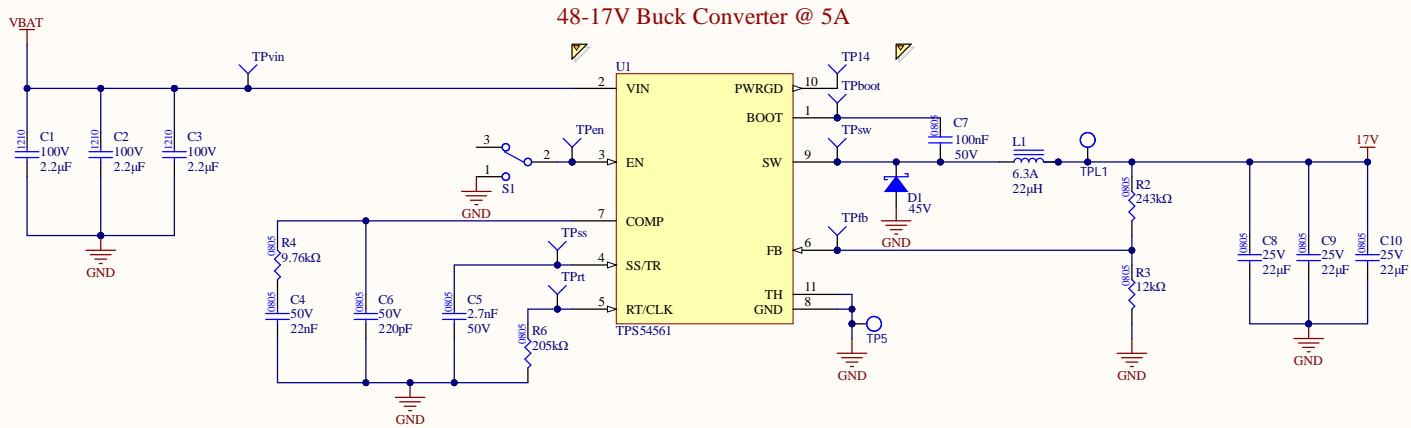 48-17V Buck Converter @ 5A
VBAT
TPvin
C1
100V
2.2µF
1210
C2
100V
2.2µF
1210
C3
100V
2.2µF
1210
GND
3
2
1
S1
GND
TPen
R4
9.76kΩ
0805
C4
50V
22nF
0805
C6
50V
220pF
0805
C5
2.7nF
50V
0805
TPss
TPrt
R6
205kΩ
0805
GND
U1
2 VIN
3 EN
7 COMP
4 SS/TR
5 RT/CLK
PWRGD 10
BOOT 1
SW 9
FB 6
TH 11
GND 8
TPS54561
TP14
TPboot
TPsw
TPfb
TP5
GND
C7
100nF
50V
0805
D1
45V
GND
L1
6.3A
22µH
TPL1
R2
243kΩ
0805
R3
12kΩ
0805
GND
17V
C8
25V
22µF
0805
C9
25V
22µF
0805
C10
25V
22µF
0805
GND